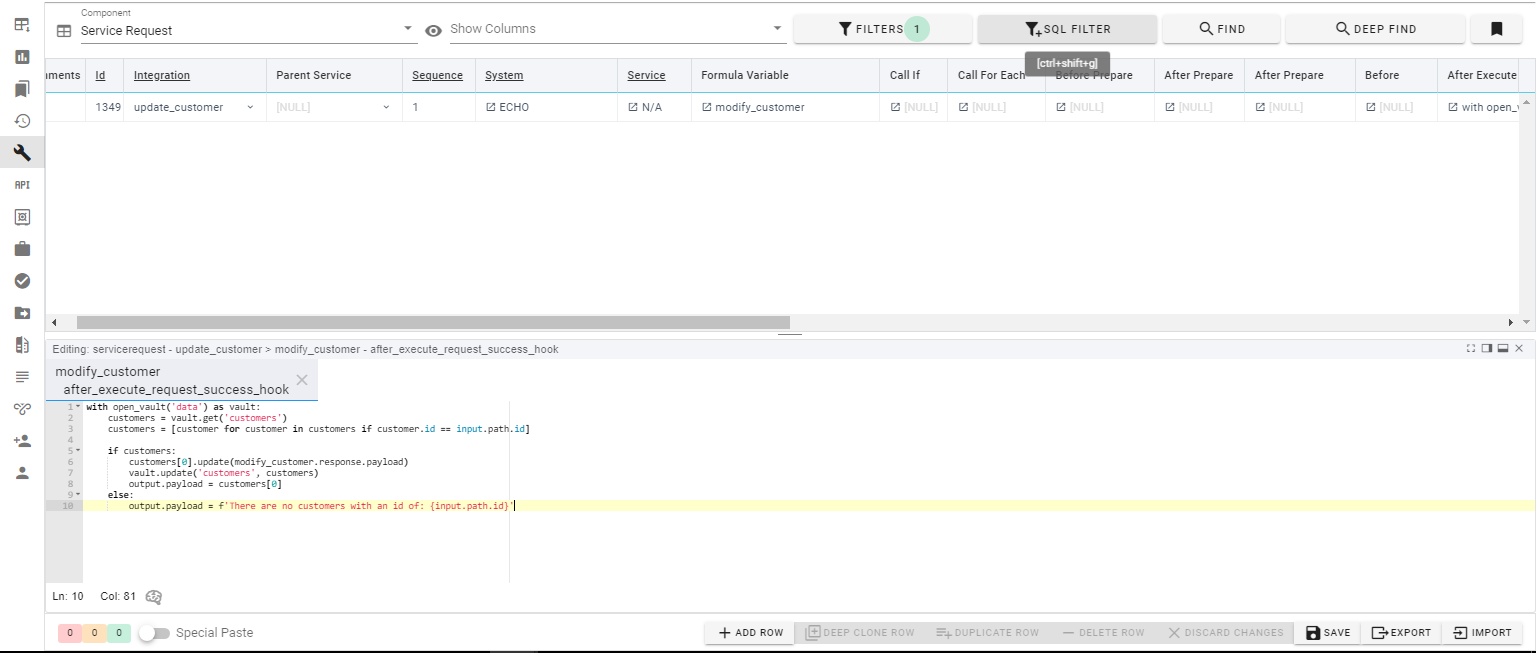 Component
Service Request
Show Columns
FILTERS 1
SQL FILTER
FIND
DEEP FIND
[ctrl+shift+g]
ments Id Integration Parent Service Sequence System Service Formula Variable Call If Call For Each Before Prepare After Prepare After Prepare Before After Execute
1349 update_customer [NULL] 1 ECHO N/A modify_customer [NULL] [NULL] [NULL] [NULL] [NULL] [NULL] with open_v
API
Editing: servicerequest - update_customer > modify_customer - after_execute_request_success_hook
modify_customer
after_execute_request_success_hook
1 with open_vault('data') as vault:
2 customers = vault.get('customers')
3 customers = [customer for customer in customers if customer.id == input.path.id]
4
5 if customers:
6 customers[0].update(modify_customer.response.payload)
7 vault.update('customers', customers)
8 output.payload = customers[0]
9 else:
10 output.payload = f'There are no customers with an id of: {input.path.id}'
Ln: 10 Col: 81
0 0 0 Special Paste
ADD ROW DEEP CLONE ROW DUPLICATE ROW DELETE ROW DISCARD CHANGES SAVE EXPORT IMPORT